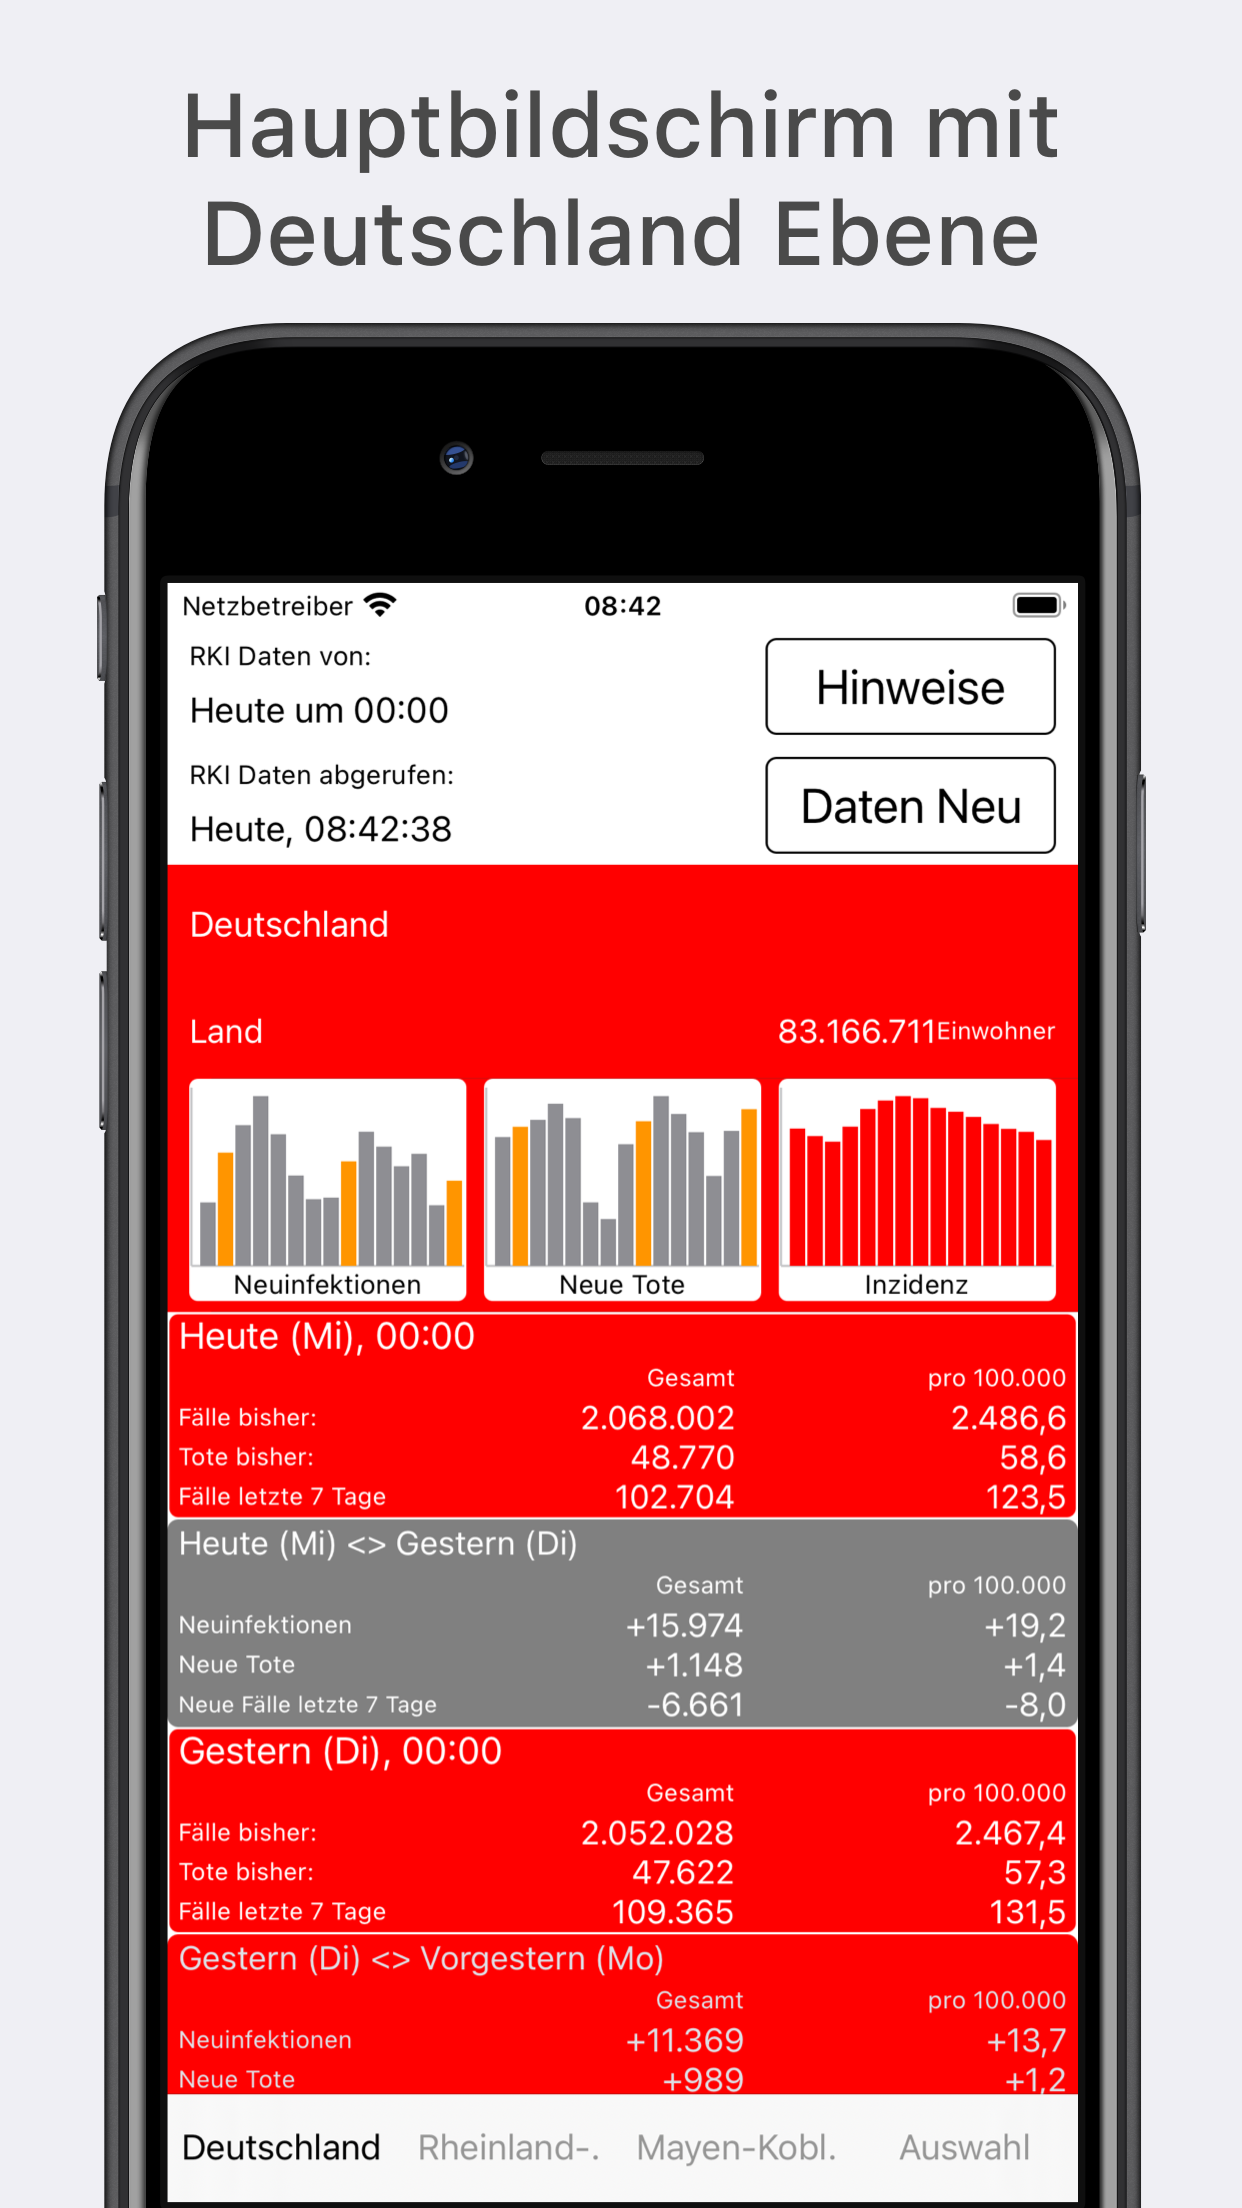 Hauptbildschirm mit
Deutschland Ebene
Netzbetreiber 08:42
RKI Daten von:
Heute um 00:00
Hinweise
RKI Daten abgerufen:
Heute, 08:42:38
Daten Neu
Deutschland
Land 83.166.711Einwohner
Neuinfektionen Neue Tote Inzidenz
Heute (Mi), 00:00
Gesamt pro 100.000
Fälle bisher: 2.068.002 2.486,6
Tote bisher: 48.770 58,6
Fälle letzte 7 Tage 102.704 123,5
Heute (Mi) <> Gestern (Di)
Gesamt pro 100.000
Neuinfektionen +15.974 +19,2
Neue Tote +1.148 +1,4
Neue Fälle letzte 7 Tage -6.661 -8,0
Gestern (Di), 00:00
Gesamt pro 100.000
Fälle bisher: 2.052.028 2.467,4
Tote bisher: 47.622 57,3
Fälle letzte 7 Tage 109.365 131,5
Gestern (Di) <> Vorgestern (Mo)
Gesamt pro 100.000
Neuinfektionen +11.369 +13,7
Neue Tote +989 +1,2
Deutschland Rheinland-. Mayen-Kobl. Auswahl